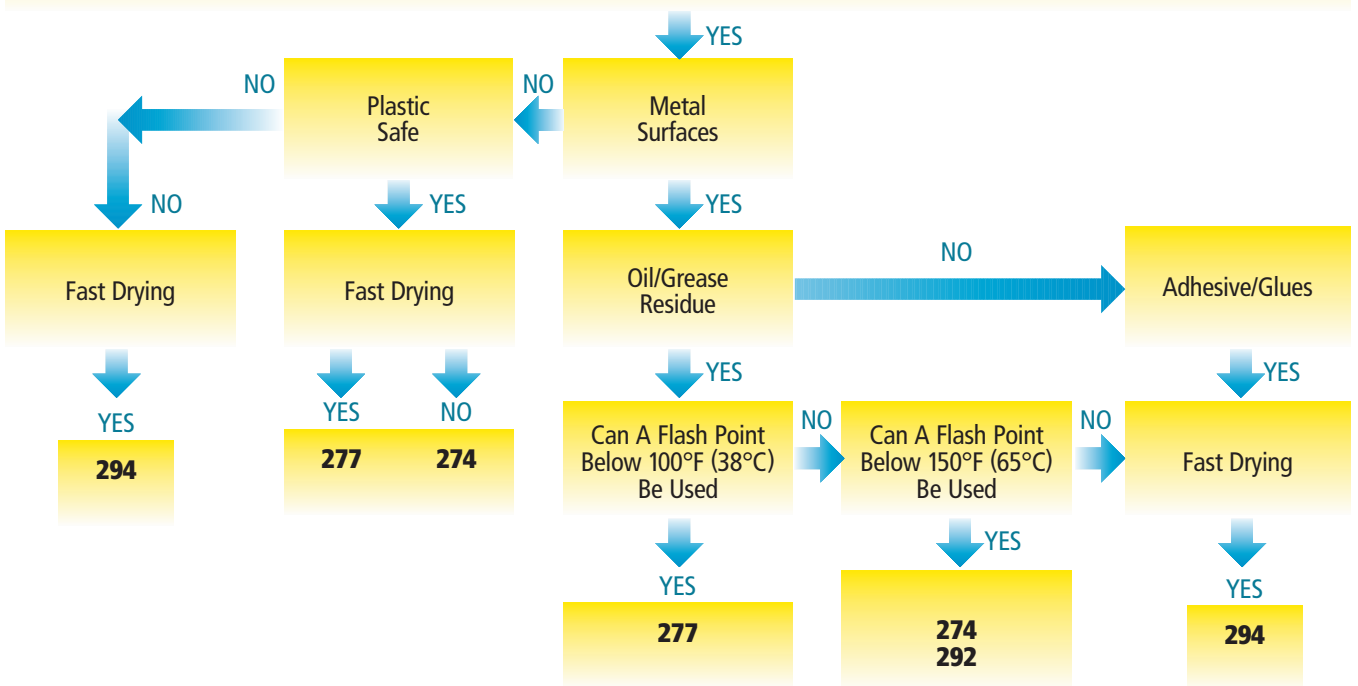 YES
NO
Plastic
Safe
NO
Metal
Surfaces
NO
YES
YES
Fast Drying
Fast Drying
Oil/Grease
Residue
NO
Adhesive/Glues
YES
YES
NO
YES
YES
294
277
274
Can A Flash Point
Below 100°F (38°C)
Be Used
NO
Can A Flash Point
Below 150°F (65°C)
Be Used
NO
Fast Drying
YES
YES
YES
277
274
292
294